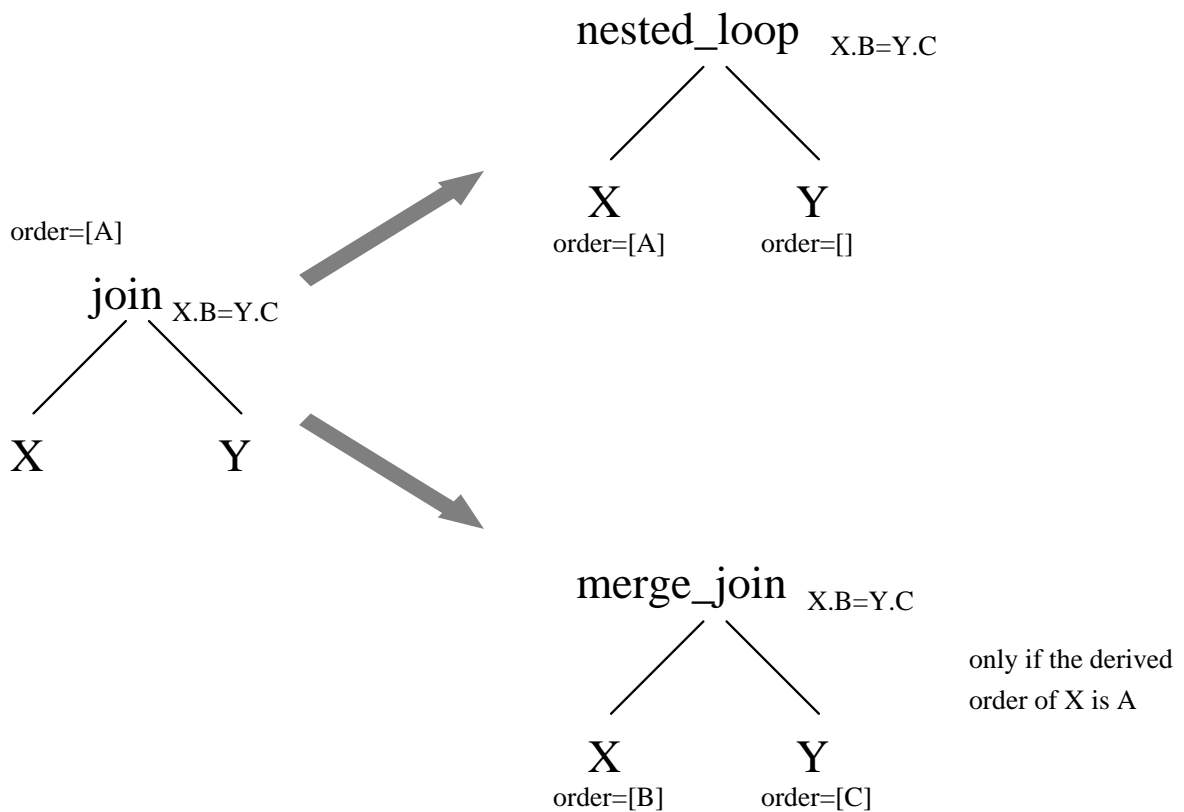 order=[A]
join X.B=Y.C
X Y
nested_loop X.B=Y.C
X Y
order=[A] order=[]
merge_join X.B=Y.C
X Y
order=[B] order=[C]
only if the derived
order of X is A